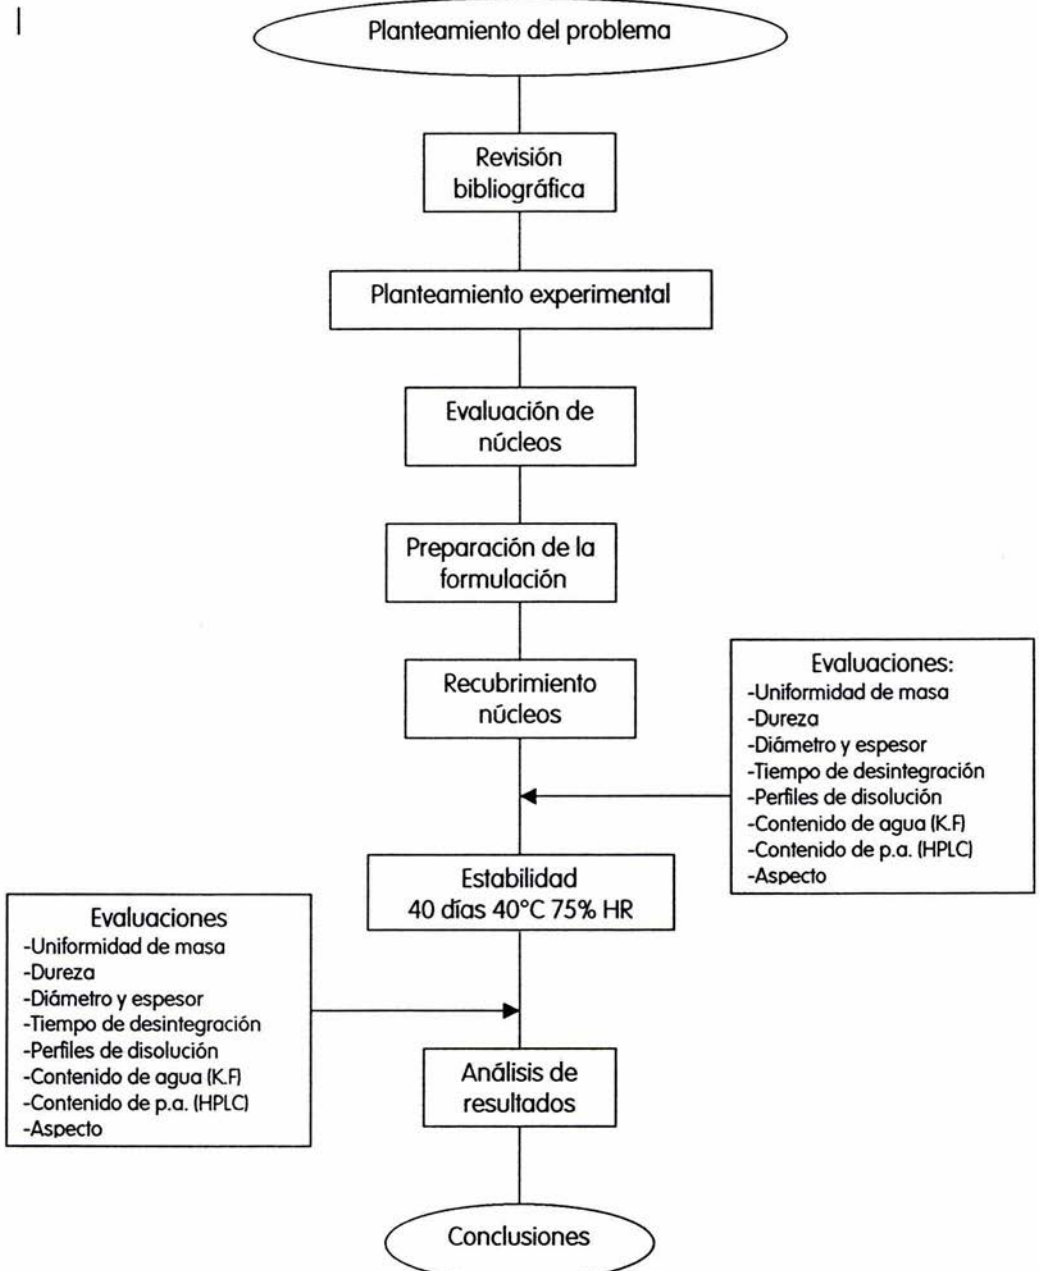 Planteamiento del problema
Revisión
bibliográfica
Planteamiento experimental
Evaluación de
núcleos
Preparación de la
formulación
Recubrimiento
núcleos
Evaluaciones:
-Uniformidad de masa
-Dureza
-Diámetro y espesor
-Tiempo de desintegración
-Perfiles de disolución
-Contenido de agua (K.F)
-Contenido de p.a. (HPLC)
-Aspecto
Estabilidad
40 días 40°C 75% HR
Evaluaciones
-Uniformidad de masa
-Dureza
-Diámetro y espesor
-Tiempo de desintegración
-Perfiles de disolución
-Contenido de agua (K.F)
-Contenido de p.a. (HPLC)
-Aspecto
Análisis de
resultados
Conclusiones